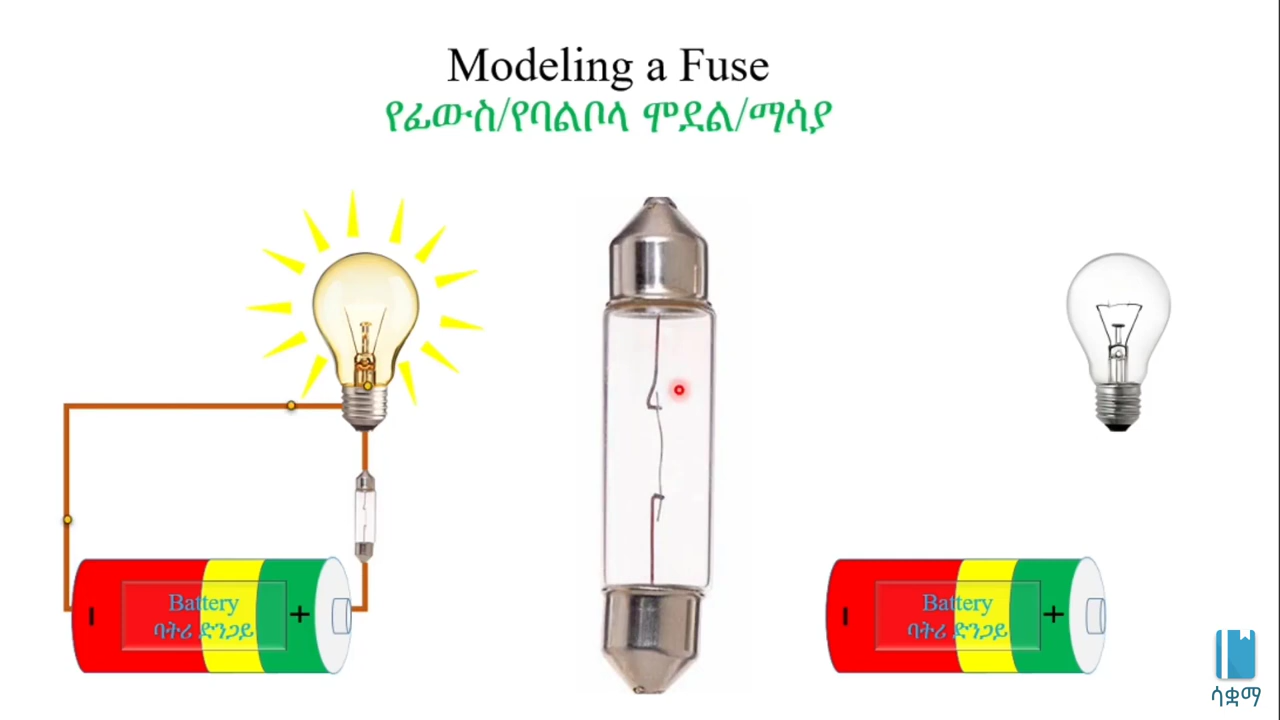 Modeling a Fuse
የፊውስ/የባልቦላ ሞደል/ማሳያ
Battery
ባትሪ ድንጋይ
Battery
ባትሪ ድንጋይ
ሳቋማ